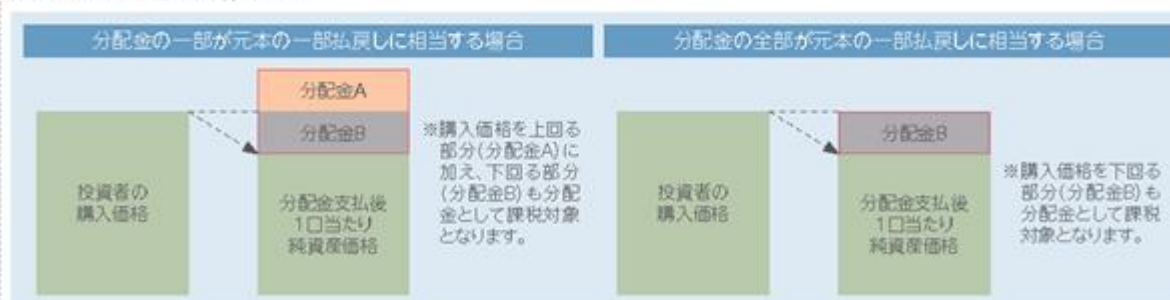 分配金の一部が元本の一部払戻しに相当する場合
分配金A
分配金B
投資者の
購入価格
分配金支払後
1口当たり
純資産価格
※購入価格を上回る
部分(分配金A)に
加え、下回る部分
(分配金B)も分配
金として課税対象
となります。
分配金の全部が元本の一部払戻しに相当する場合
分配金B
投資者の
購入価格
分配金支払後
1口当たり
純資産価格
※購入価格を下回る
部分(分配金B)も
分配金として課税
対象となります。